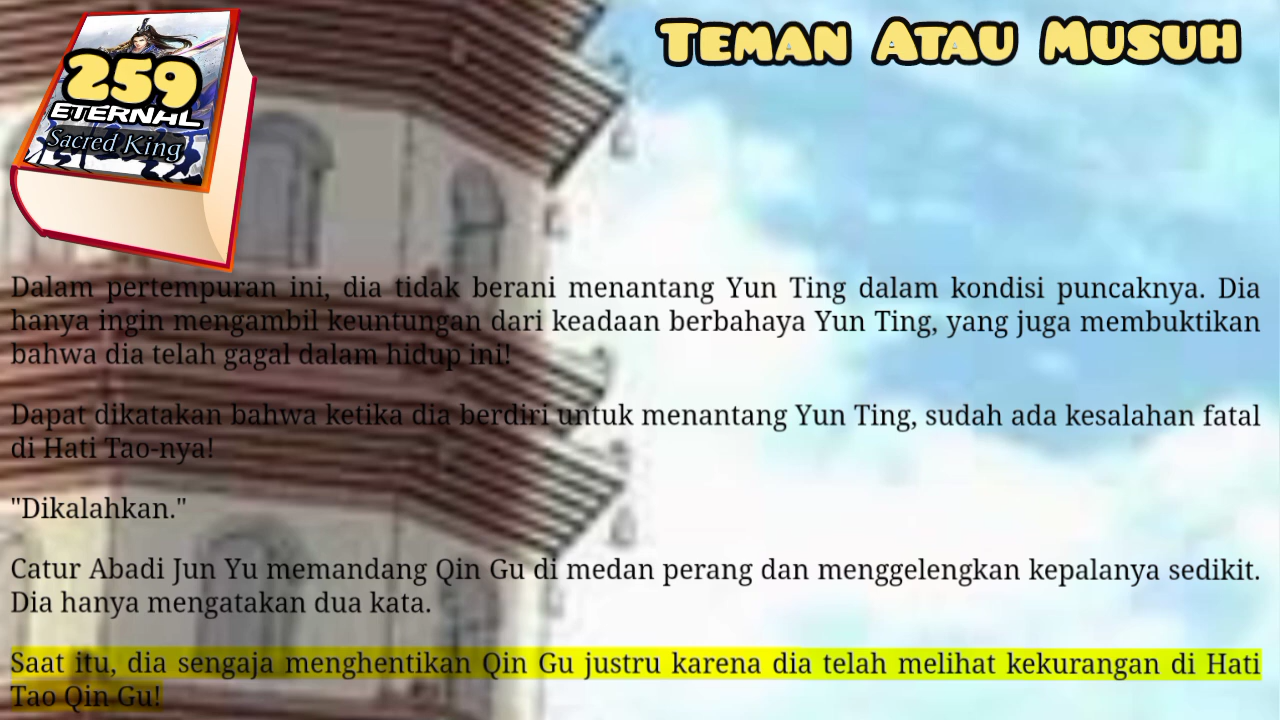 Teman Atau Musuh
259
ETERNAL
Sacred King
Dalam pertempuran ini, dia tidak berani menantang Yun Ting dalam kondisi puncaknya. Dia
hanya ingin mengambil keuntungan dari keadaan berbahaya Yun Ting, yang juga membuktikan
bahwa dia telah gagal dalam hidup ini!
Dapat dikatakan bahwa ketika dia berdiri untuk menantang Yun Ting, sudah ada kesalahan fatal
di Hati Tao-nya!
"Dikalahkan."
Catur Abadi Jun Yu memandang Qin Gu di medan perang dan menggelengkan kepalanya sedikit.
Dia hanya mengatakan dua kata.
Saat itu, dia sengaja menghentikan Qin Gu justru karena dia telah melihat kekurangan di Hati
Tao Qin Gu!